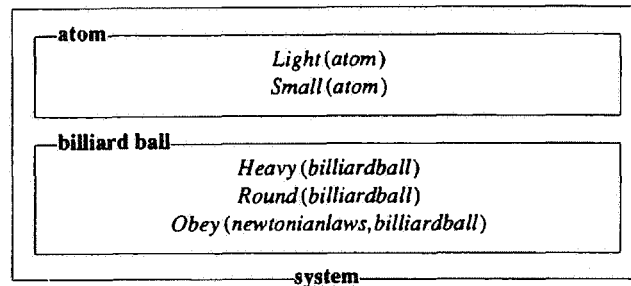 atom
Light(atom)
Small(atom)
billiard ball
Heavy(billiardball)
Round(billiardball)
Obey(newtonianlaws,billiardball)
system